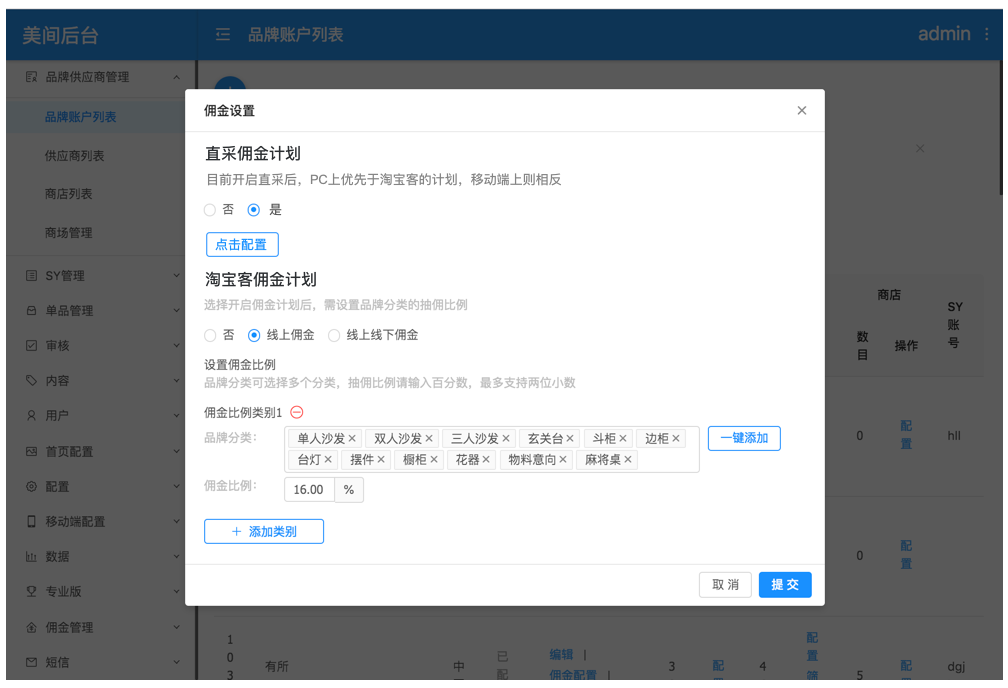 美间后台
品牌账户列表
admin
品牌供应商管理
品牌账户列表
供应商列表
商店列表
商场管理
SY管理
单品管理
审核
内容
用户
首页配置
配置
移动端配置
数据
专业版
佣金管理
短信
佣金设置
直采佣金计划
目前开启直采后，PC上优先于淘宝客的计划，移动端上则相反
否 是
点击配置
淘宝客佣金计划
选择开启佣金计划后，需设置品牌分类的抽佣比例
否 线上佣金 线上线下佣金
设置佣金比例
品牌分类可选择多个分类，抽佣比例请输入百分数，最多支持两位小数
佣金比例类别1
品牌分类： 单人沙发× 双人沙发× 三人沙发× 玄关台× 斗柜× 边柜× 一键添加
台灯× 摆件× 橱柜× 花器× 物料意向× 麻将桌×
佣金比例： 16.00 %
+ 添加类别
取 消 提 交
商店
SY
账
号
数
目
操作
0
配
置
hll
0
配
置
1
0
3
有所
中
已
配
编辑 |
佣金配置 |
3
配
4
配
置
5
配
dgj